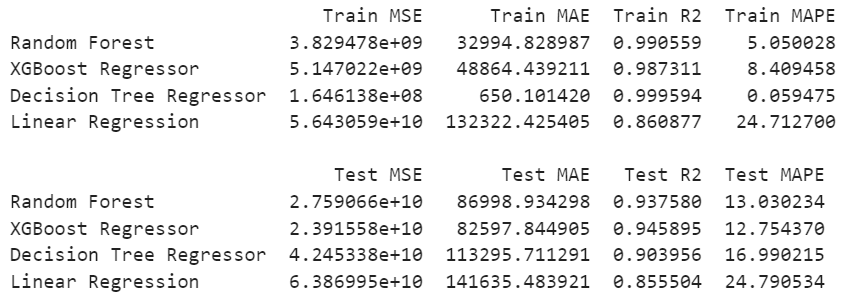 Train MSE Train MAE Train R2 Train MAPE
Random Forest 3.829478e+09 32994.828987 0.990559 5.050028
XGBoost Regressor 5.147022e+09 48864.439211 0.987311 8.409458
Decision Tree Regressor 1.646138e+08 650.101420 0.999594 0.059475
Linear Regression 5.643059e+10 132322.425405 0.860877 24.712700
Test MSE Test MAE Test R2 Test MAPE
Random Forest 2.759066e+10 86998.934298 0.937580 13.030234
XGBoost Regressor 2.391558e+10 82597.844905 0.945895 12.754370
Decision Tree Regressor 4.245338e+10 113295.711291 0.903956 16.990215
Linear Regression 6.386995e+10 141635.483921 0.855504 24.790534